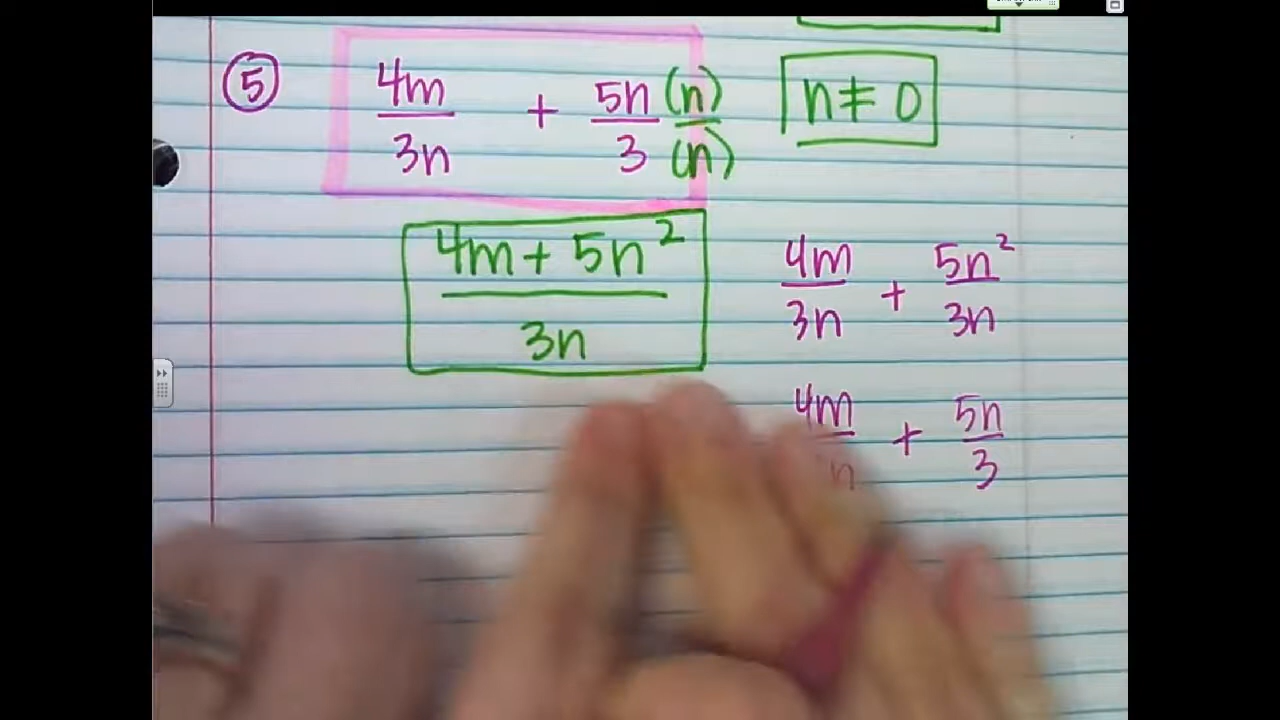 5
4m/3n + 5n(n)/3(n)
n ≠ 0
4m + 5n²/3n
4m/3n + 5n²/3n
4m/n + 5n/3